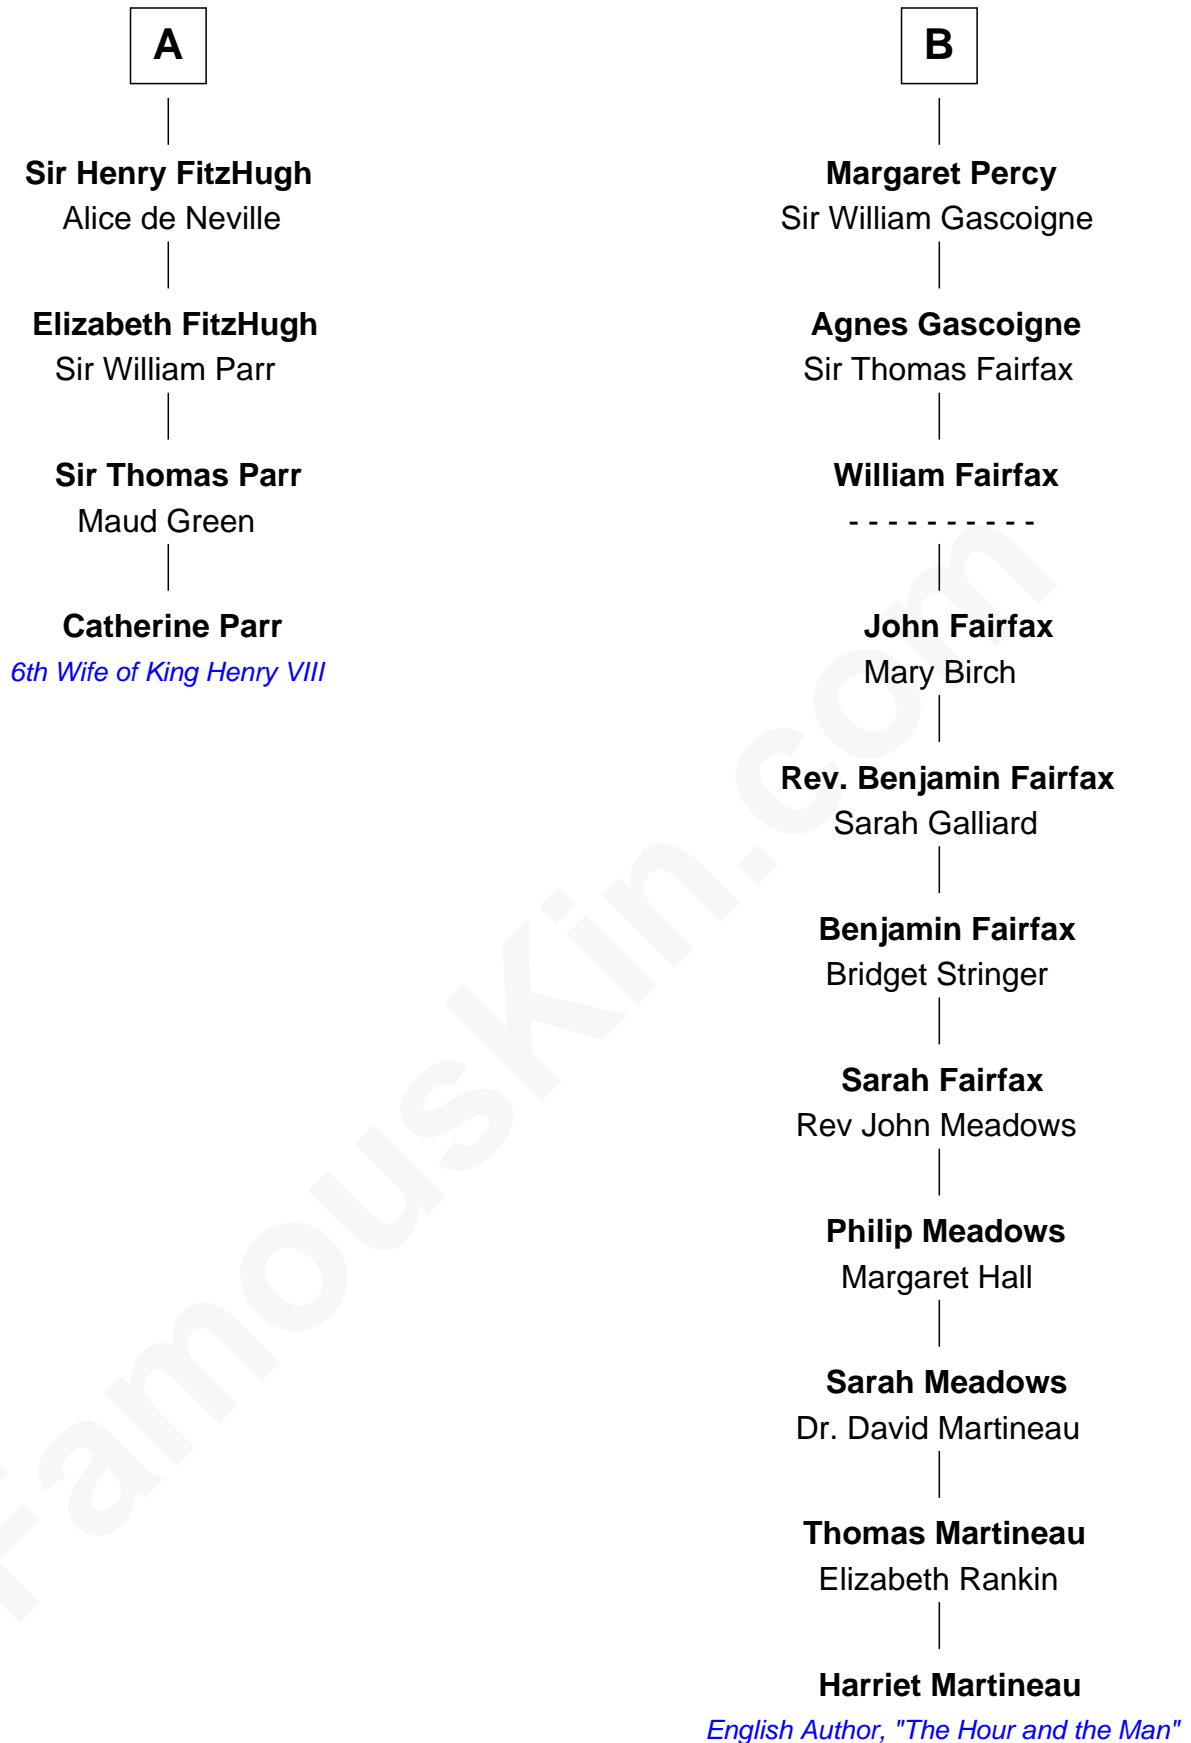 A
Sir Henry FitzHugh
Alice de Neville
Elizabeth FitzHugh
Sir William Parr
Sir Thomas Parr
Maud Green
Catherine Parr
6th Wife of King Henry VIII
B
Margaret Percy
Sir William Gascoigne
Agnes Gascoigne
Sir Thomas Fairfax
William Fairfax
- - - - - - - - - -
John Fairfax
Mary Birch
Rev. Benjamin Fairfax
Sarah Galliard
Benjamin Fairfax
Bridget Stringer
Sarah Fairfax
Rev John Meadows
Philip Meadows
Margaret Hall
Sarah Meadows
Dr. David Martineau
Thomas Martineau
Elizabeth Rankin
Harriet Martineau
English Author, "The Hour and the Man"
FamousKin.com